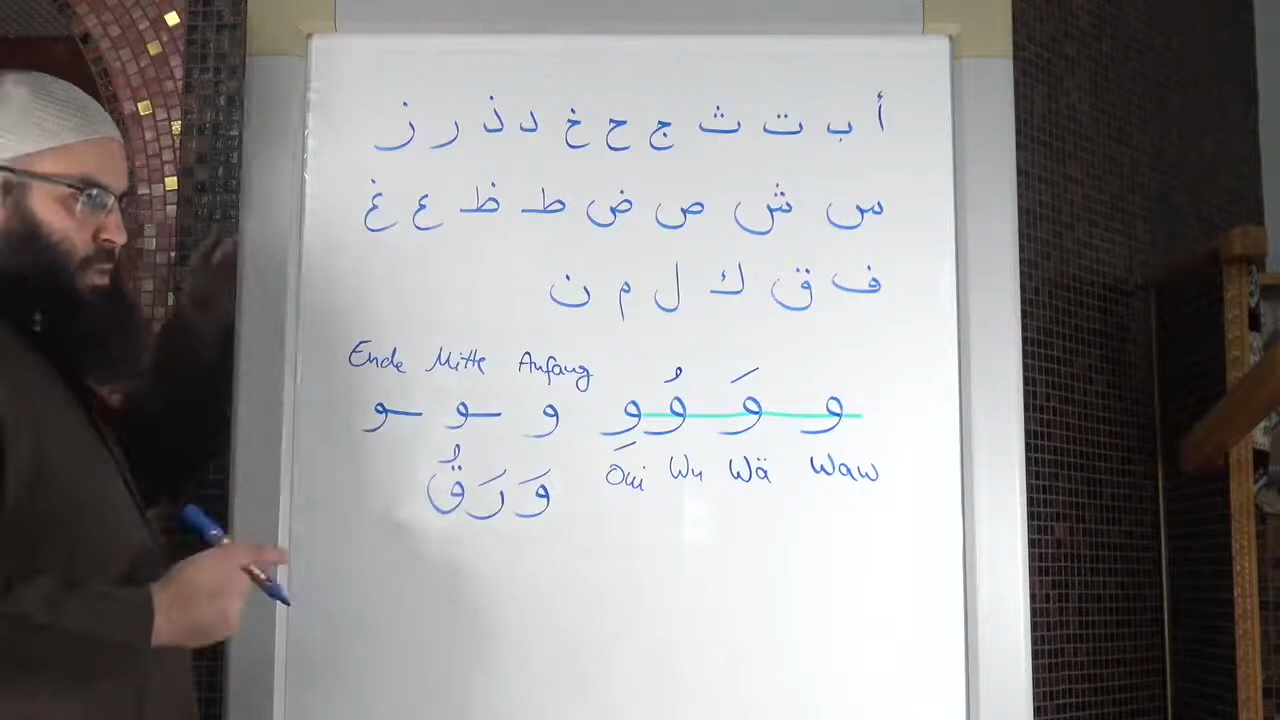 أ ب ت ث ج ح خ د ذ ر ز
س ش ص ض ط ظ ع غ
ف ق ك ل م ن
Ende Mitte Anfang
و وَ وُ وِ و ـو ـو
Oui Wu Wä Waw
وَرَقُ